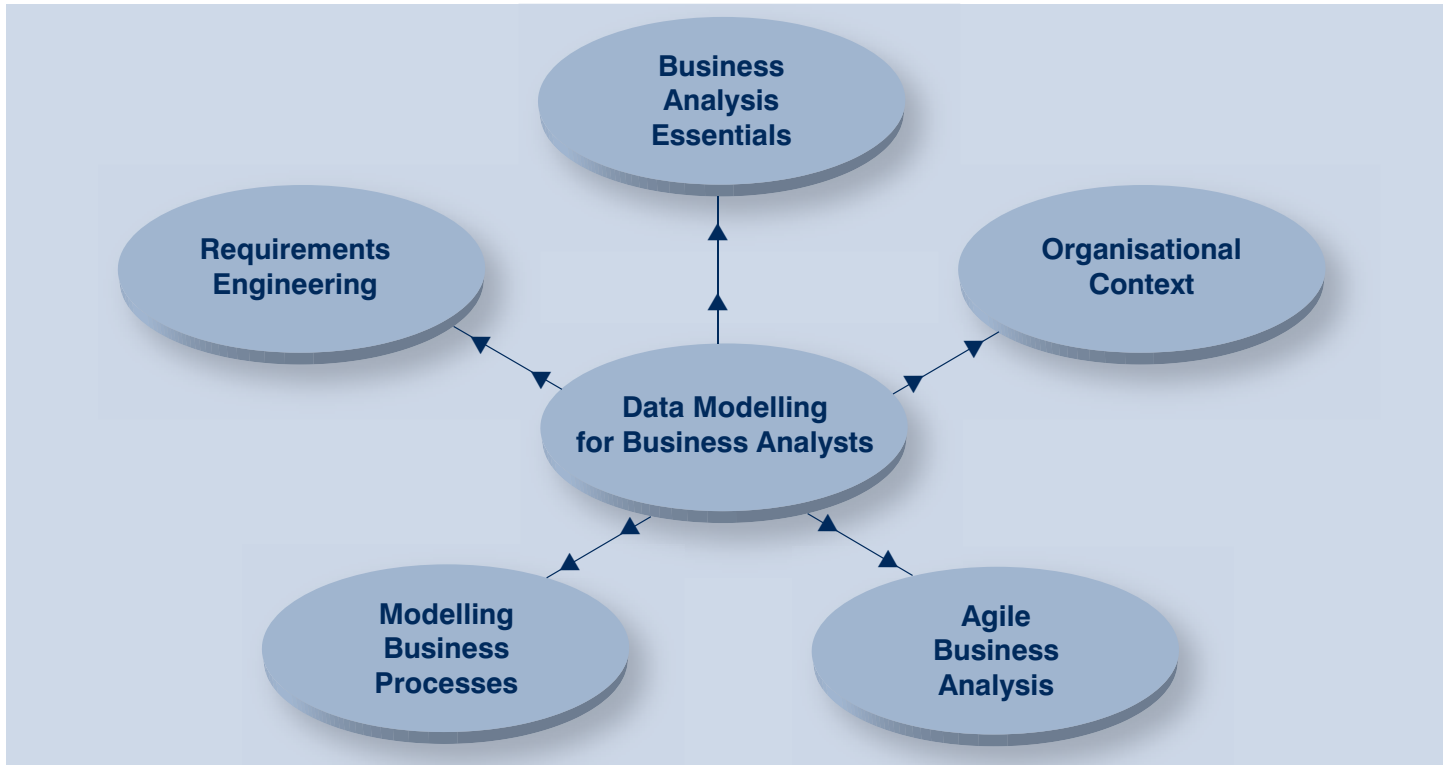 Business
Analysis
Essentials
Requirements
Engineering
Organisational
Context
Data Modelling
for Business Analysts
Modelling
Business
Processes
Agile
Business
Analysis